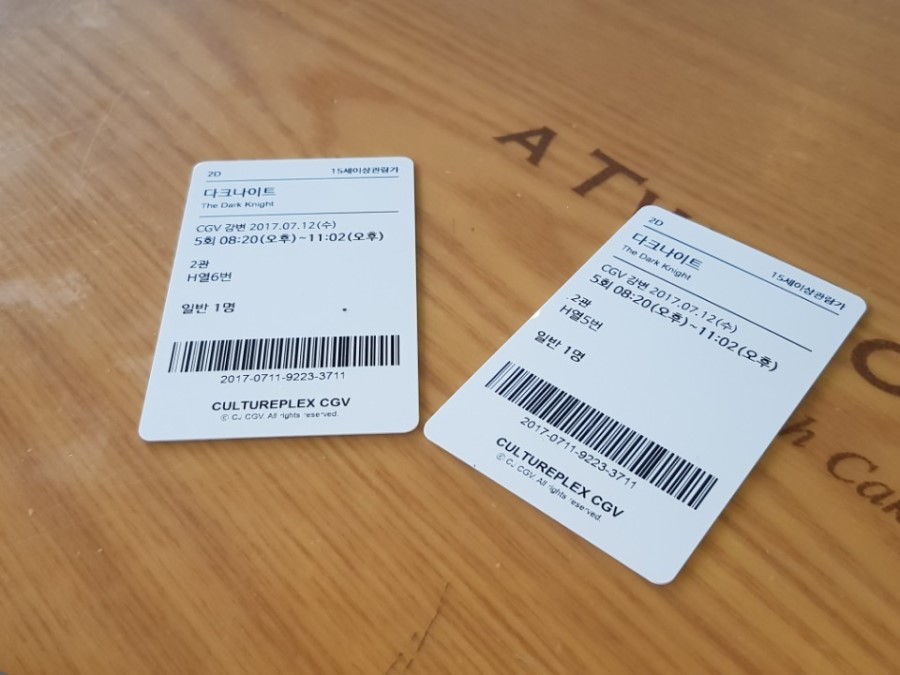 2D 15세이상관람가
다크나이트
The Dark Knight
CGV 강변 2017.07.12(수)
5회 08:20(오후)~11:02(오후)
2관
H열6번
일반 1명
2017-0711-9223-3711
CULTUREPLEX CGV
ⓒ CJ CGV. All rights reserved.
2D 15세이상관람가
다크나이트
The Dark Knight
CGV 강변 2017.07.12(수)
5회 08:20(오후)~11:02(오후)
2관
H열5번
일반 1명
2017-0711-9223-3711
CULTUREPLEX CGV
ⓒ CJ CGV. All rights reserved.
A